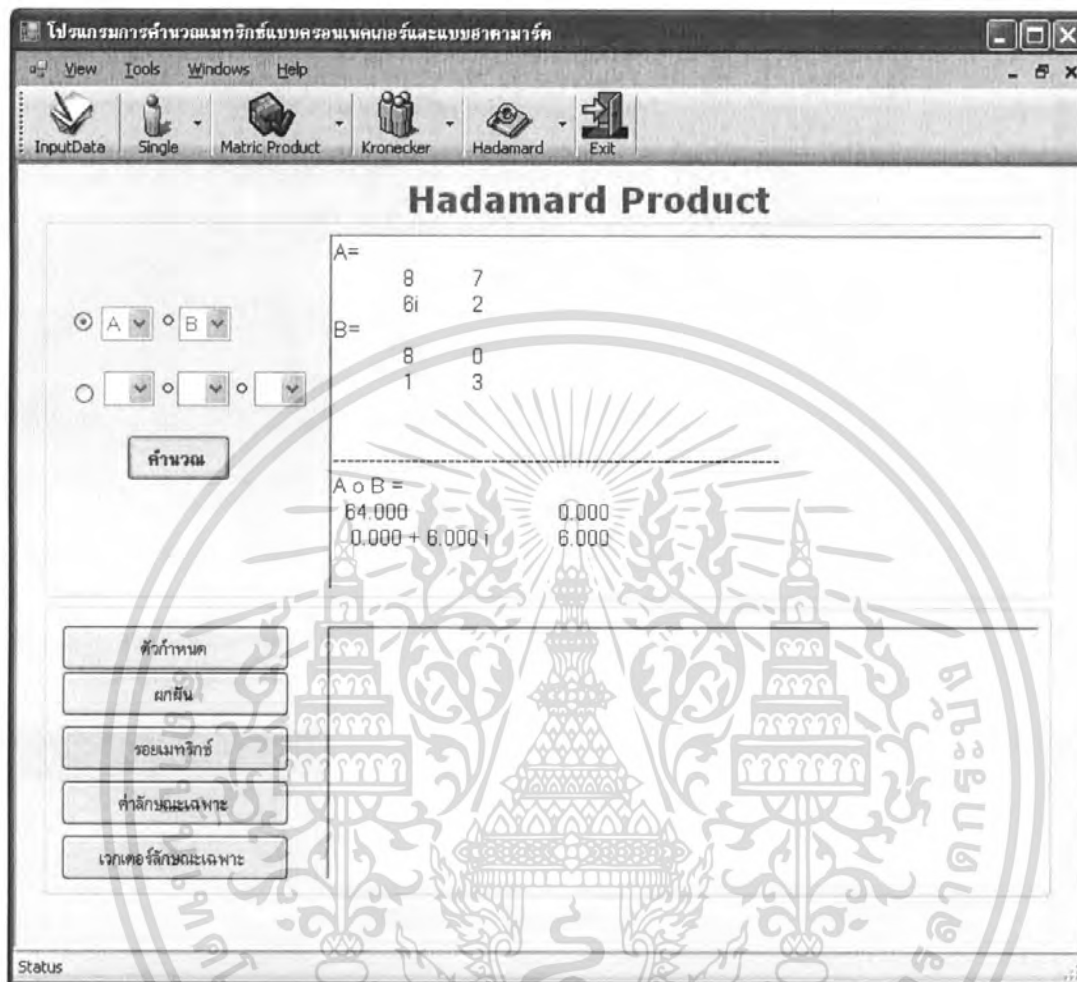 โปรแกรมการคำนวณเมทริกซ์แบบครอนเนคเกอร์และแบบฮาดามาร์ด
View Tools Windows Help
InputData Single Matric Product Kronecker Hadamard Exit
Hadamard Product
A=
8 7
6i 2
B=
8 0
1 3
A o B
คำนวณ
A o B =
64.000 0.000
0.000 + 6.000 i 6.000
ตัวกำหนด
ผกผัน
รอยเมทริกซ์
ค่าลักษณะเฉพาะ
เวกเตอร์ลักษณะเฉพาะ
Status